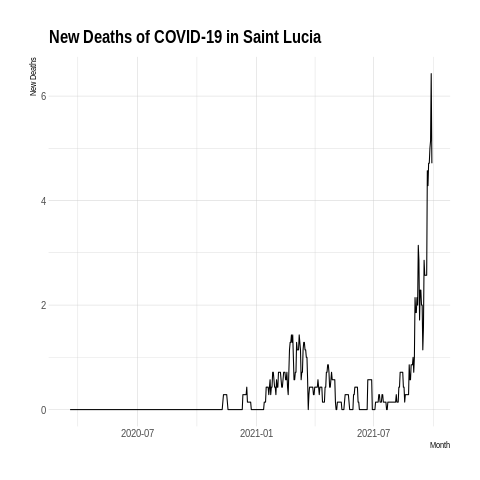 New Deaths of COVID-19 in Saint Lucia
New Deaths
6
4
2
0
2020-07
2021-01
2021-07
Month